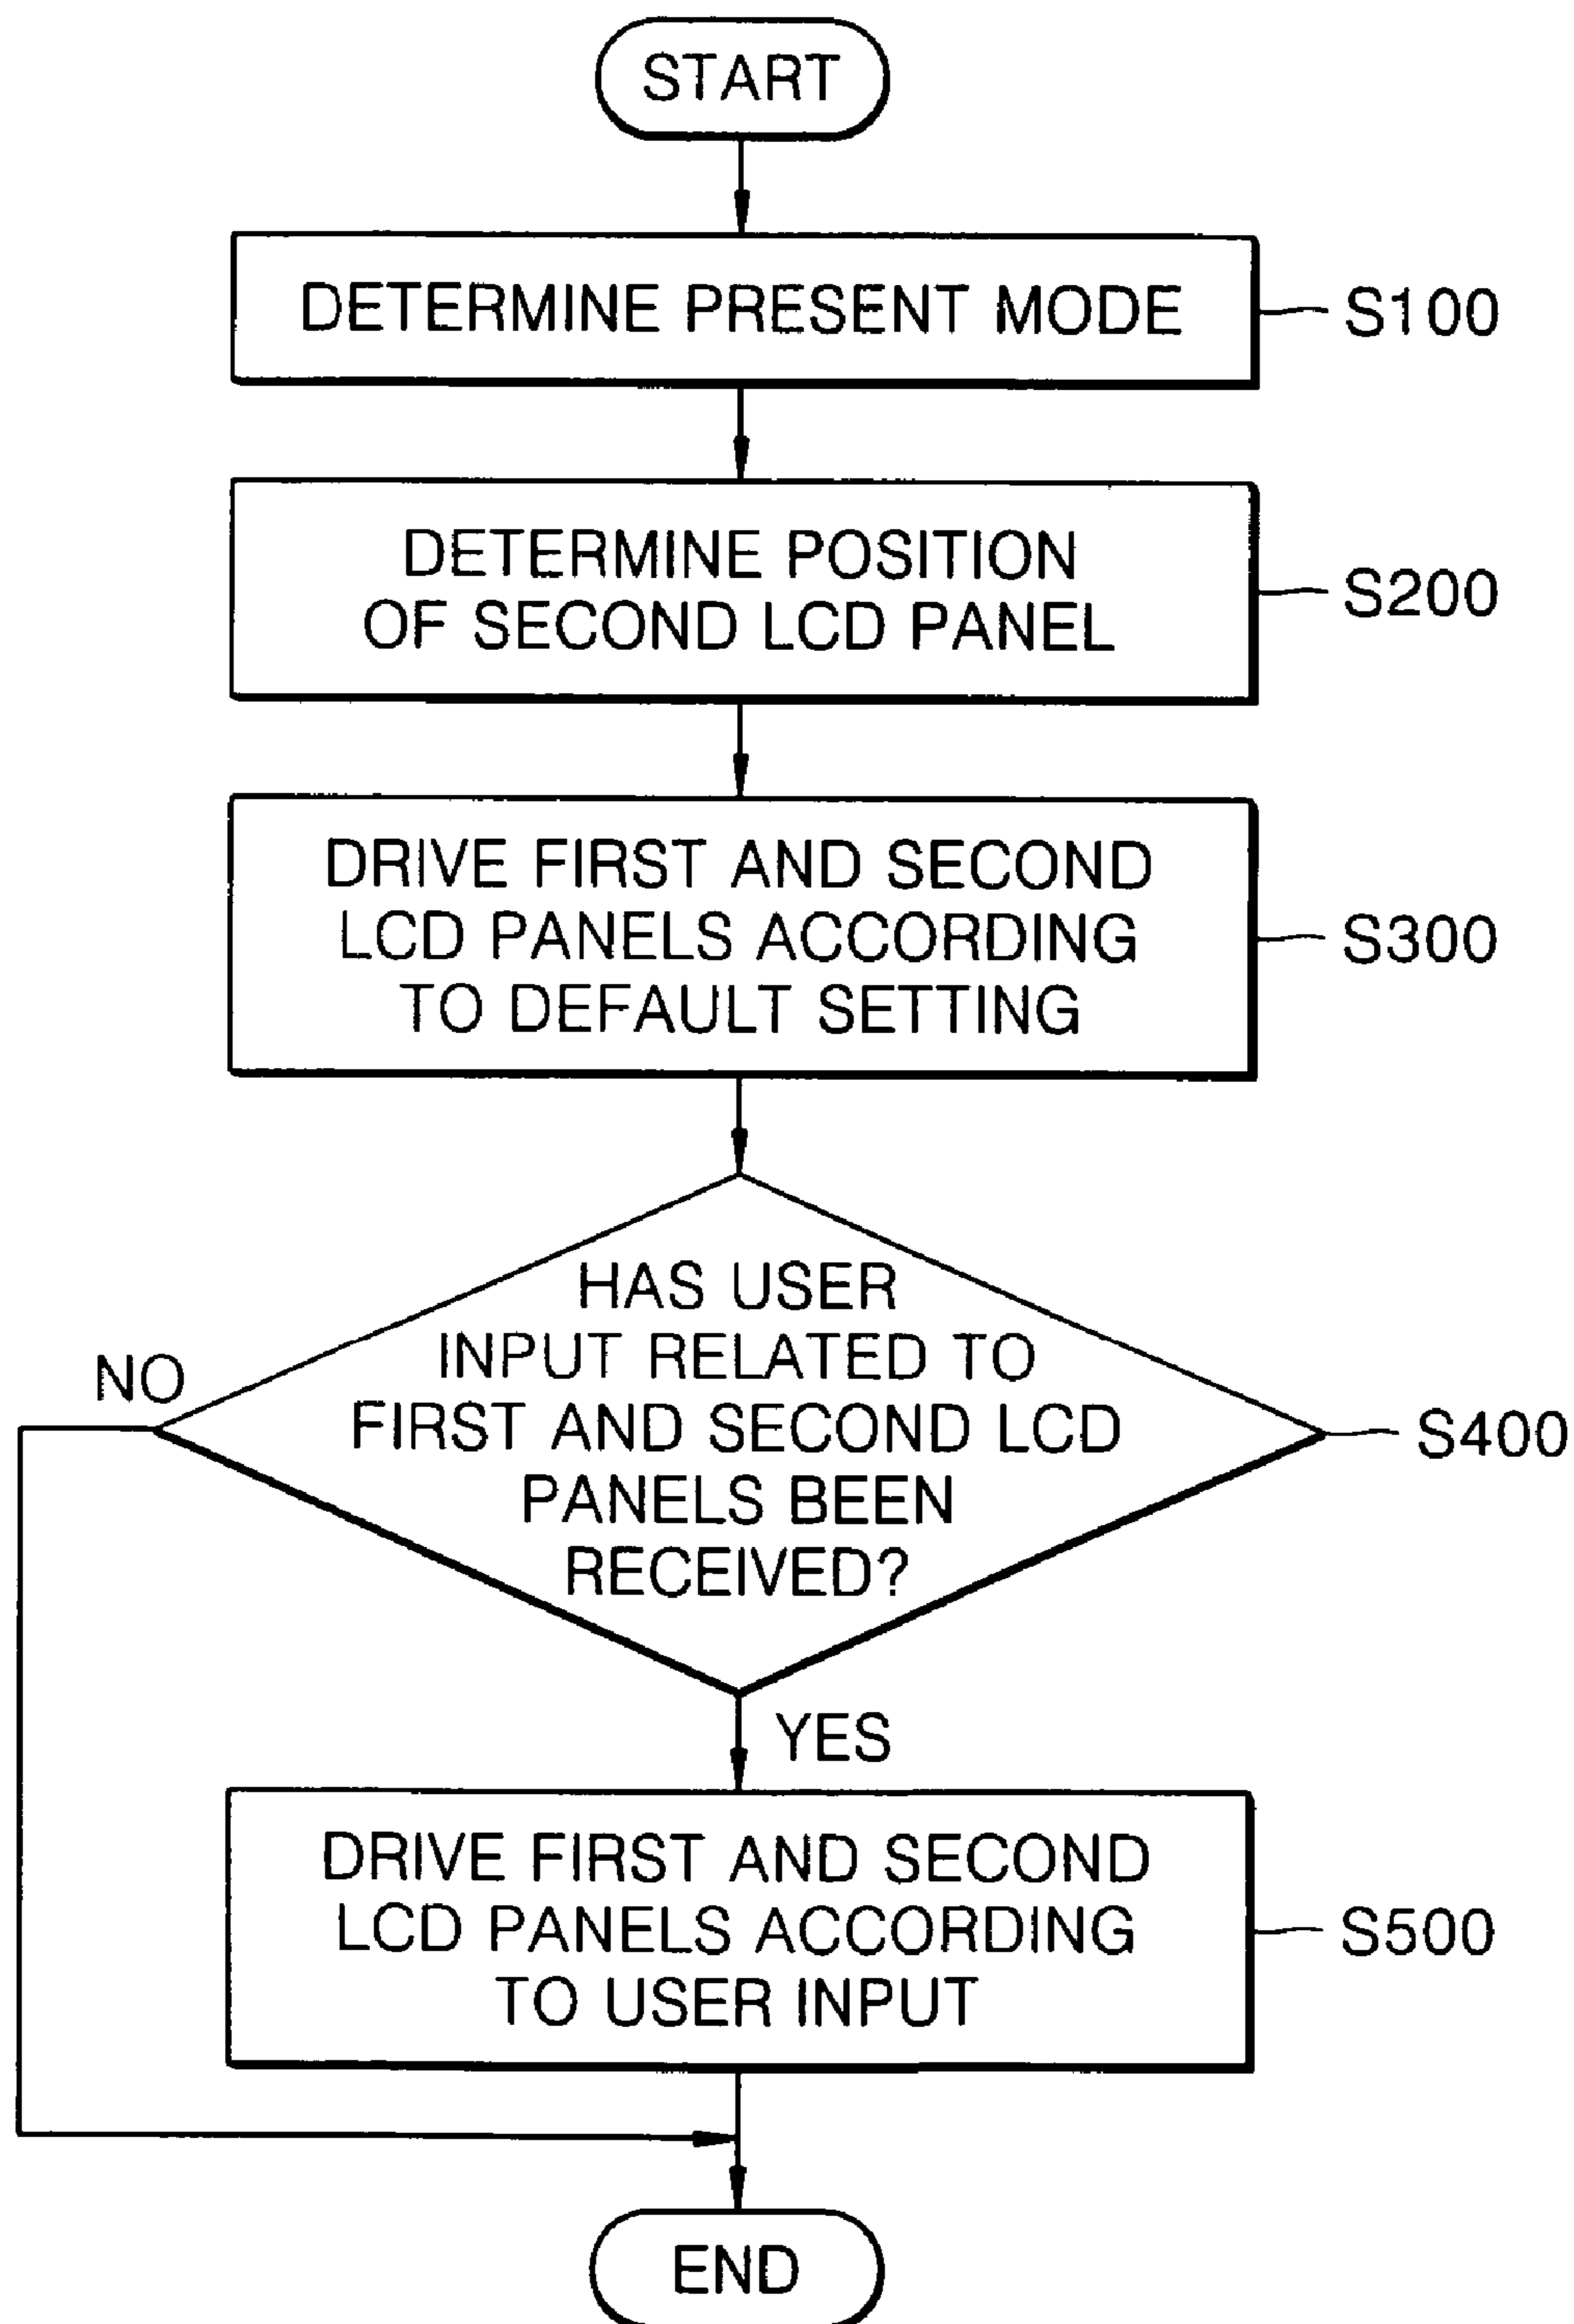 START
DETERMINE PRESENT MODE
S100
DETERMINE POSITION
OF SECOND LCD PANEL
S200
DRIVE FIRST AND SECOND
LCD PANELS ACCORDING
TO DEFAULT SETTING
S300
HAS USER
INPUT RELATED TO
FIRST AND SECOND LCD
PANELS BEEN
RECEIVED?
NO
S400
YES
DRIVE FIRST AND SECOND
LCD PANELS ACCORDING
TO USER INPUT
S500
END